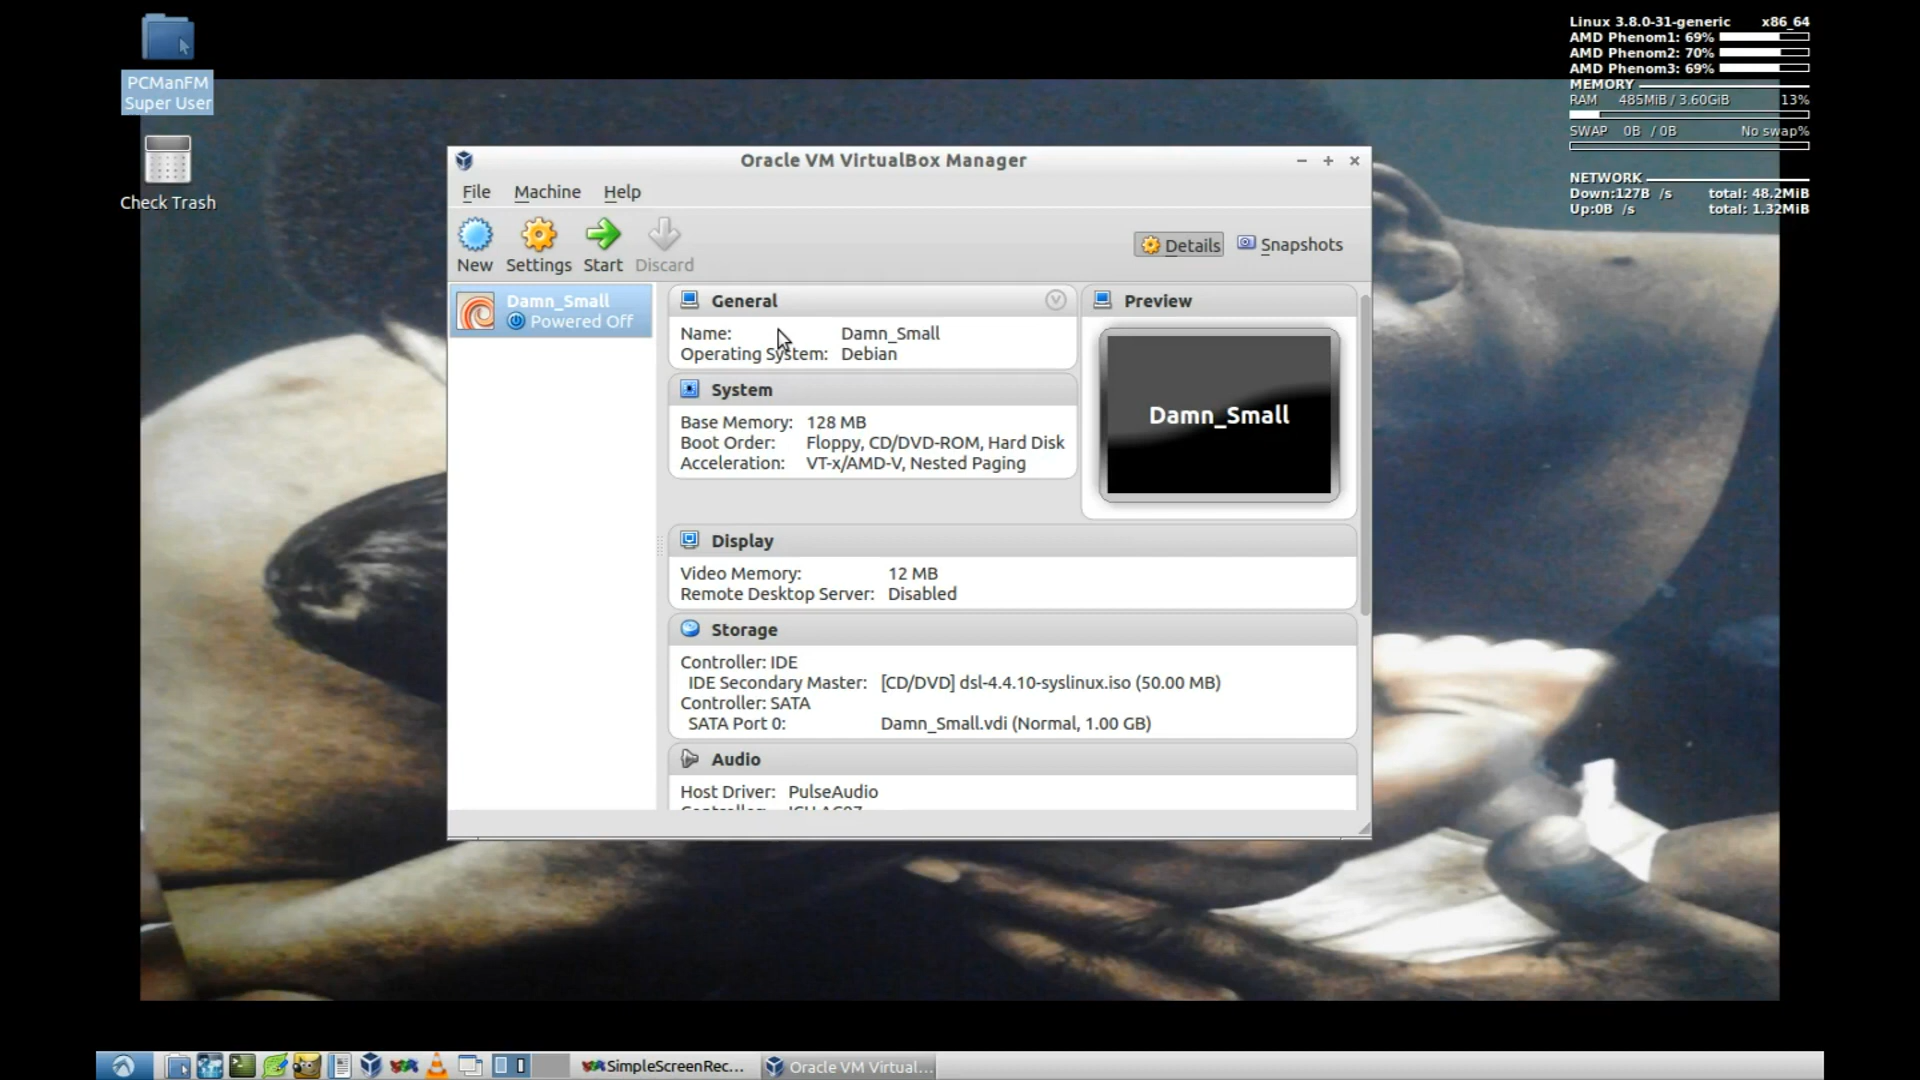 PCManFM
Super User
Check Trash
Linux 3.8.0-31-generic x86_64
AMD Phenom1: 69%
AMD Phenom2: 70%
AMD Phenom3: 69%
MEMORY
RAM 485MiB / 3.60GiB 13%
SWAP 0B / 0B No swap%
NETWORK
Down:127B /s total: 48.2MiB
Up:0B /s total: 1.32MiB
Oracle VM VirtualBox Manager
File Machine Help
New Settings Start Discard
Details Snapshots
Damn_Small
Powered Off
General
Name: Damn_Small
Operating System: Debian
System
Base Memory: 128 MB
Boot Order: Floppy, CD/DVD-ROM, Hard Disk
Acceleration: VT-x/AMD-V, Nested Paging
Preview
Damn_Small
Display
Video Memory: 12 MB
Remote Desktop Server: Disabled
Storage
Controller: IDE
IDE Secondary Master: [CD/DVD] dsl-4.4.10-syslinux.iso (50.00 MB)
Controller: SATA
SATA Port 0: Damn_Small.vdi (Normal, 1.00 GB)
Audio
Host Driver: PulseAudio
SimpleScreenRec...
Oracle VM Virtual...